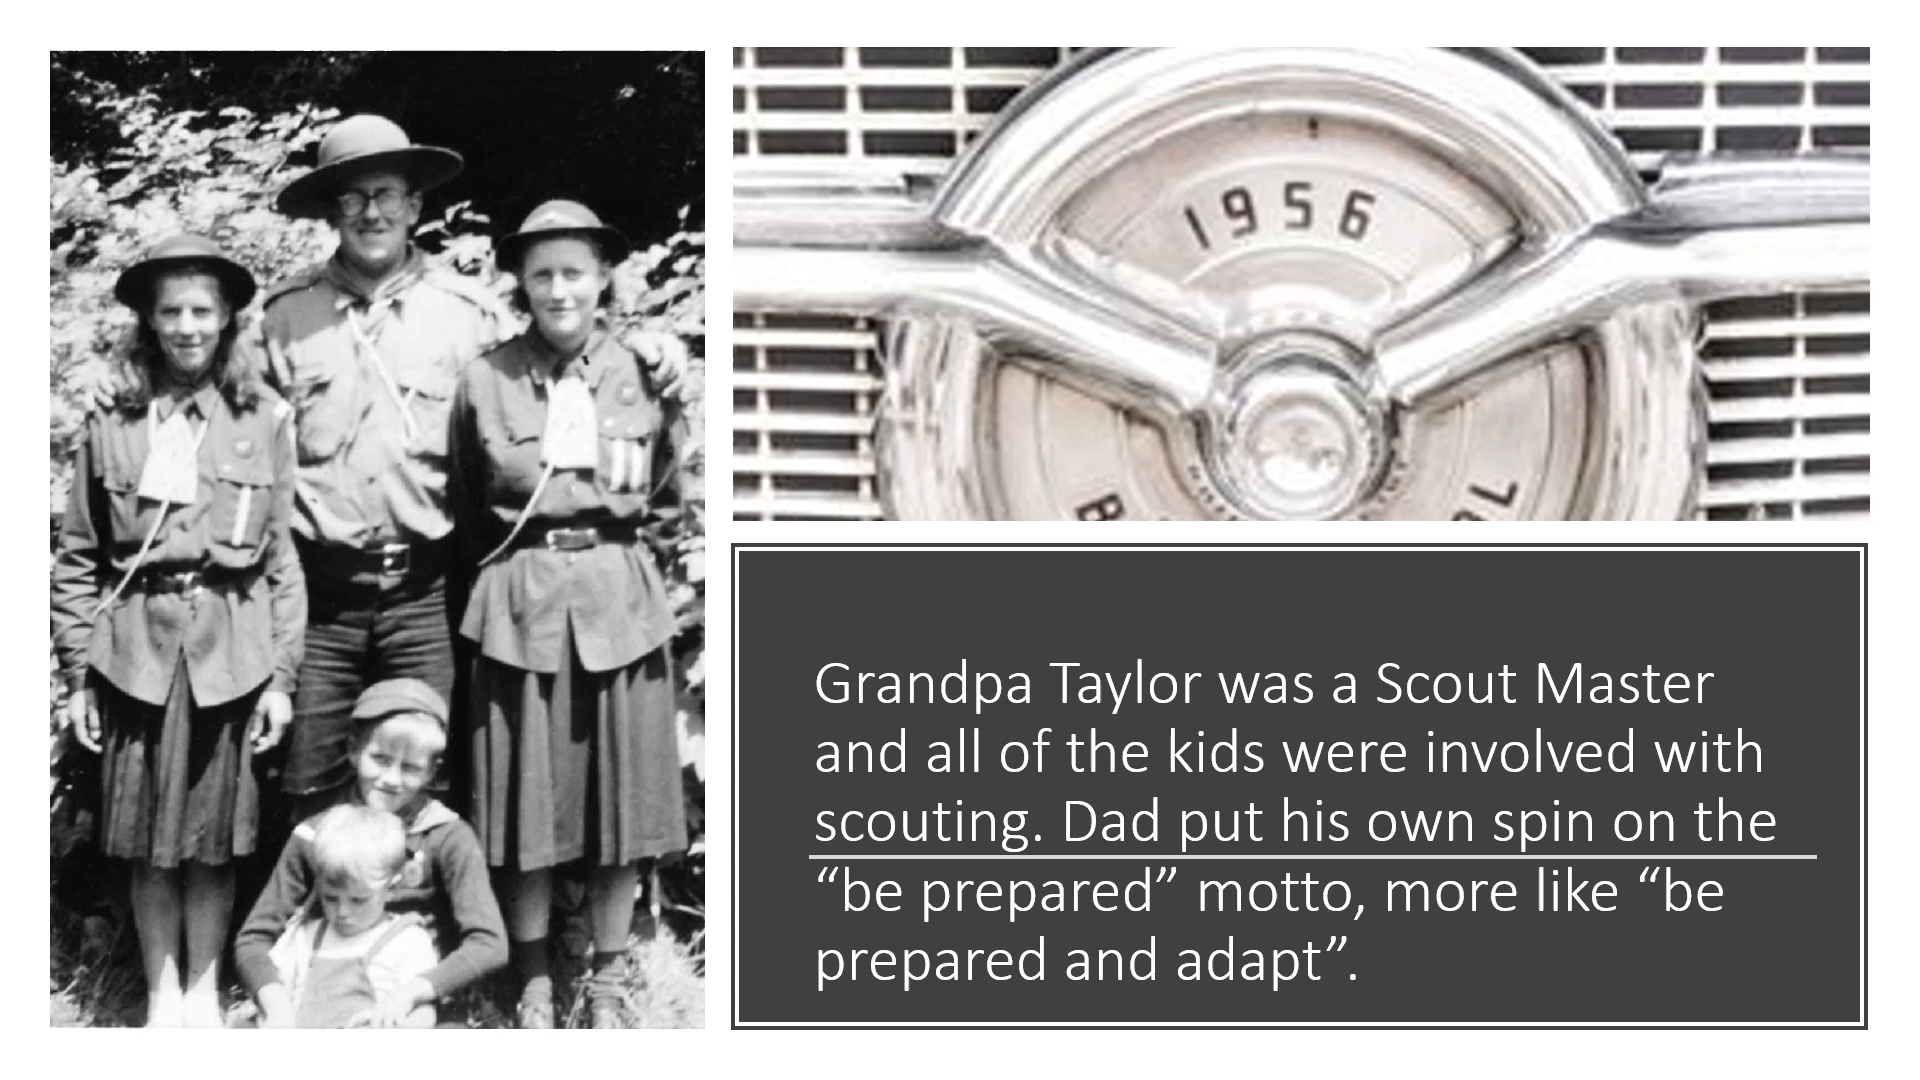 1956
B
Grandpa Taylor was a Scout Master
and all of the kids were involved with
scouting. Dad put his own spin on the
“be prepared” motto, more like “be
prepared and adapt”.